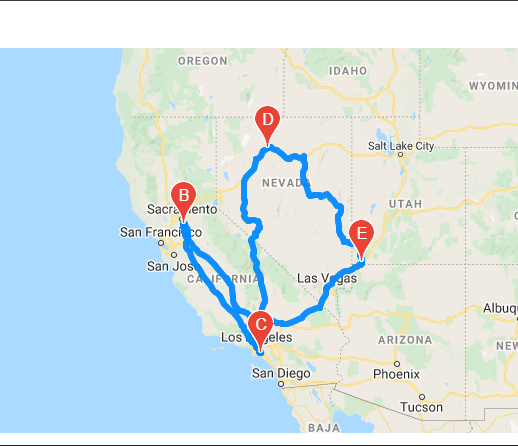 OREGON
IDAHO
WYOMIN
D
Salt Lake City
NEVADA
B
Sacramento
UTAH
San Francisco
E
San Jose
CALIFORNIA
Las Vegas
C
Albuq
Los Angeles
ARIZONA
NEW
Phoenix
San Diego
Tucson
BAJA